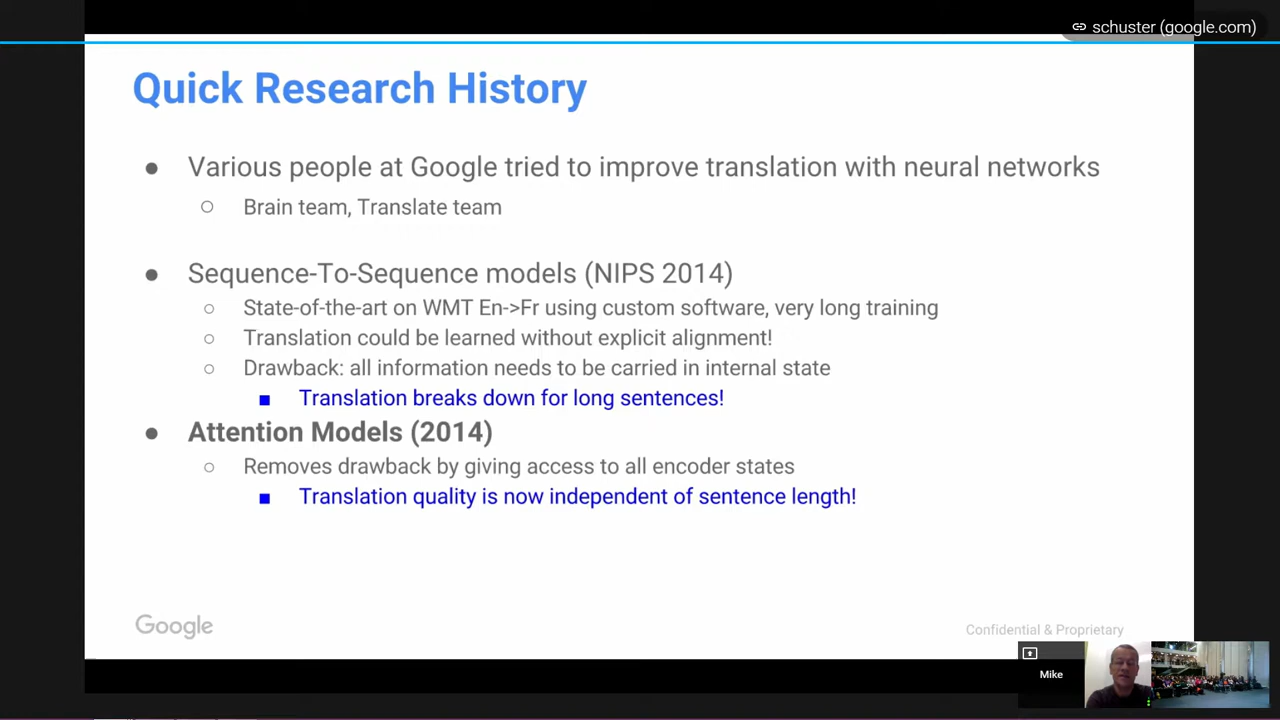 schuster (google.com)
Quick Research History
● Various people at Google tried to improve translation with neural networks
○ Brain team, Translate team
● Sequence-To-Sequence models (NIPS 2014)
○ State-of-the-art on WMT En->Fr using custom software, very long training
○ Translation could be learned without explicit alignment!
○ Drawback: all information needs to be carried in internal state
■ Translation breaks down for long sentences!
● Attention Models (2014)
○ Removes drawback by giving access to all encoder states
■ Translation quality is now independent of sentence length!
Google
Confidential & Proprietary
Mike